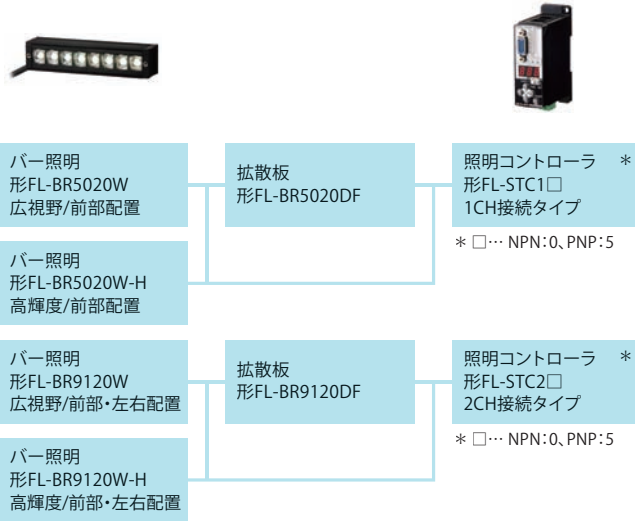 バー照明
形FL-BR5020W
広視野/前部配置
拡散板
形FL-BR5020DF
照明コントローラ ＊
形FL-STC1□
1CH接続タイプ
＊ □… NPN：0、PNP：5
バー照明
形FL-BR5020W-H
高輝度/前部配置
バー照明
形FL-BR9120W
広視野/前部・左右配置
拡散板
形FL-BR9120DF
照明コントローラ ＊
形FL-STC2□
2CH接続タイプ
＊ □… NPN：0、PNP：5
バー照明
形FL-BR9120W-H
高輝度/前部・左右配置